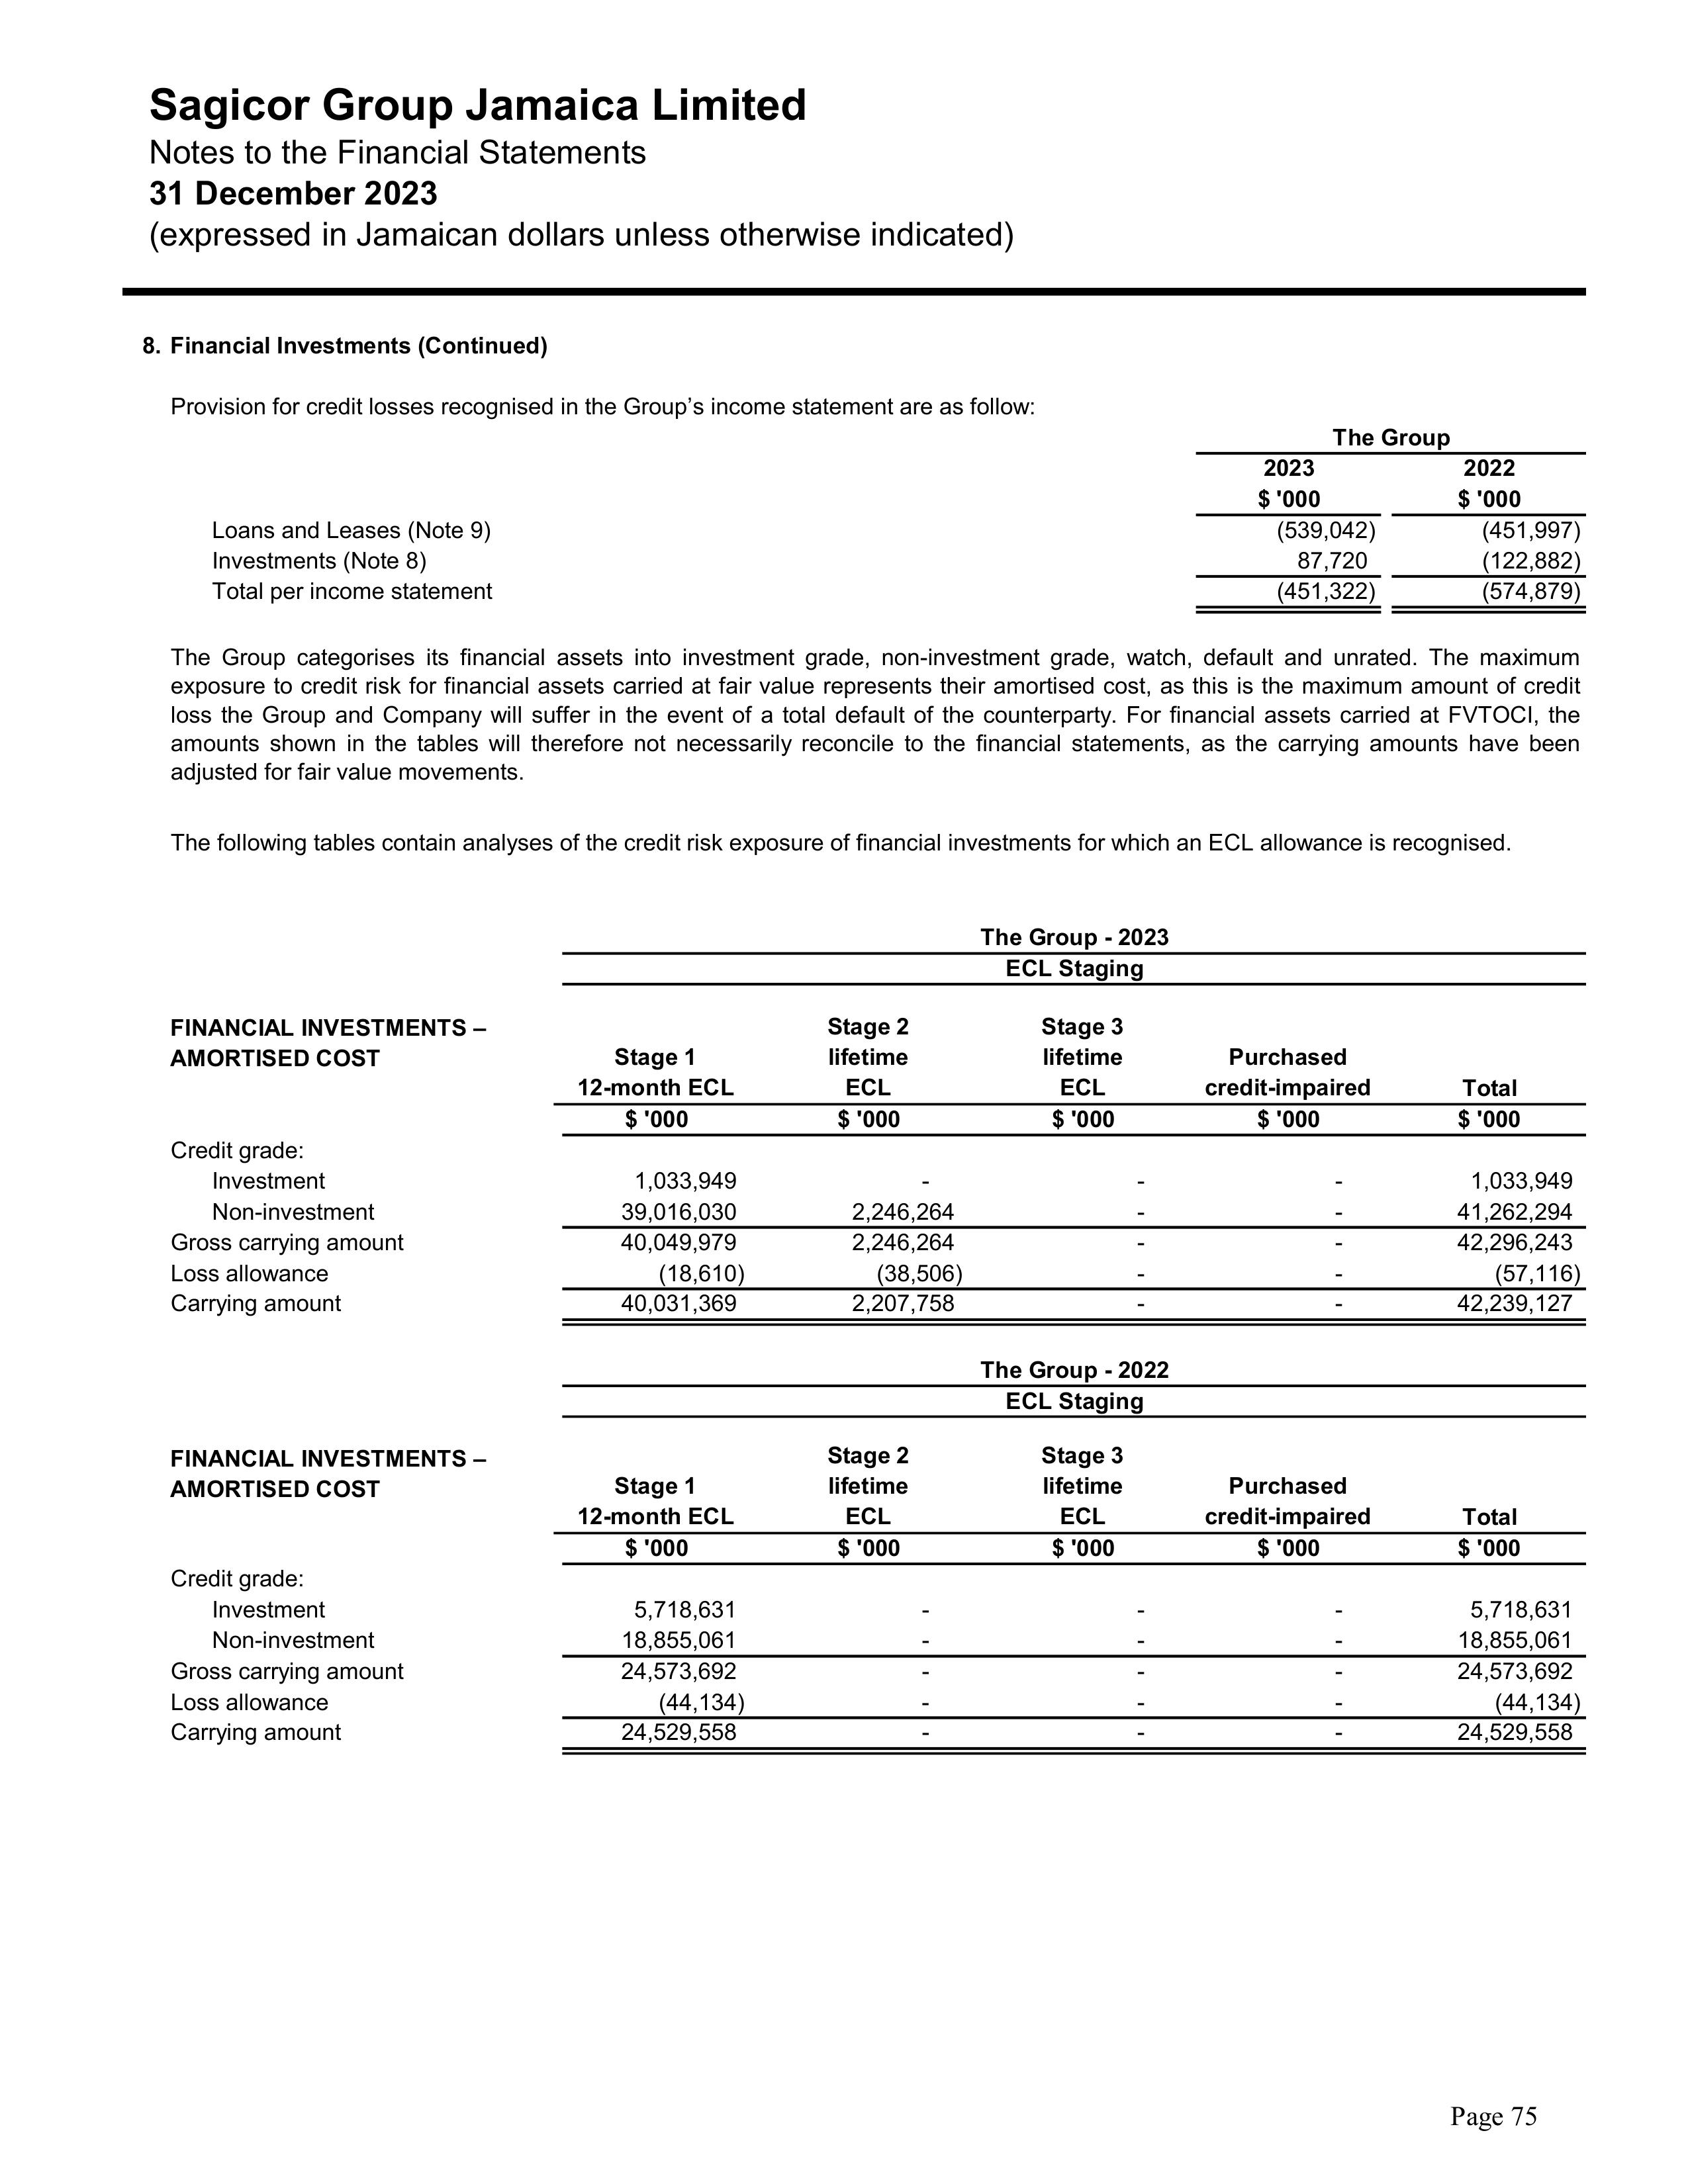 Sagicor Group Jamaica Limited
Notes to the Financial Statements
31 December 2023
(expressed in Jamaican dollars unless otherwise indicated)
8. Financial Investments (Continued)
Provision for credit losses recognised in the Group's income statement are as follow:
The Group
2023 2022
$ '000 $ '000
Loans and Leases (Note 9) (539,042) (451,997)
Investments (Note 8) 87,720 (122,882)
Total per income statement (451,322) (574,879)
The Group categorises its financial assets into investment grade, non-investment grade, watch, default and unrated. The maximum
exposure to credit risk for financial assets carried at fair value represents their amortised cost, as this is the maximum amount of credit
loss the Group and Company will suffer in the event of a total default of the counterparty. For financial assets carried at FVTOCI, the
amounts shown in the tables will therefore not necessarily reconcile to the financial statements, as the carrying amounts have been
adjusted for fair value movements.
The following tables contain analyses of the credit risk exposure of financial investments for which an ECL allowance is recognised.
The Group - 2023
ECL Staging
FINANCIAL INVESTMENTS – Stage 2 Stage 3
AMORTISED COST Stage 1 lifetime lifetime Purchased
12-month ECL ECL ECL credit-impaired Total
$ '000 $ '000 $ '000 $ '000 $ '000
Credit grade:
Investment 1,033,949 - - - 1,033,949
Non-investment 39,016,030 2,246,264 - - 41,262,294
Gross carrying amount 40,049,979 2,246,264 - - 42,296,243
Loss allowance (18,610) (38,506) - - (57,116)
Carrying amount 40,031,369 2,207,758 - - 42,239,127
The Group - 2022
ECL Staging
FINANCIAL INVESTMENTS – Stage 2 Stage 3
AMORTISED COST Stage 1 lifetime lifetime Purchased
12-month ECL ECL ECL credit-impaired Total
$ '000 $ '000 $ '000 $ '000 $ '000
Credit grade:
Investment 5,718,631 - - - 5,718,631
Non-investment 18,855,061 - - - 18,855,061
Gross carrying amount 24,573,692 - - - 24,573,692
Loss allowance (44,134) - - - (44,134)
Carrying amount 24,529,558 - - - 24,529,558
Page 75